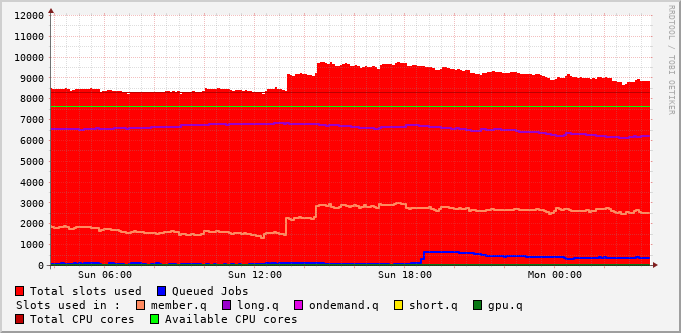 RRDTOOL / TOBI OETIKER
12000
11000
10000
9000
8000
7000
6000
5000
4000
3000
2000
1000
0
Sun 06:00 Sun 12:00 Sun 18:00 Mon 00:00
Total slots used Queued Jobs
Slots used in : member.q long.q ondemand.q short.q gpu.q
Total CPU cores Available CPU cores